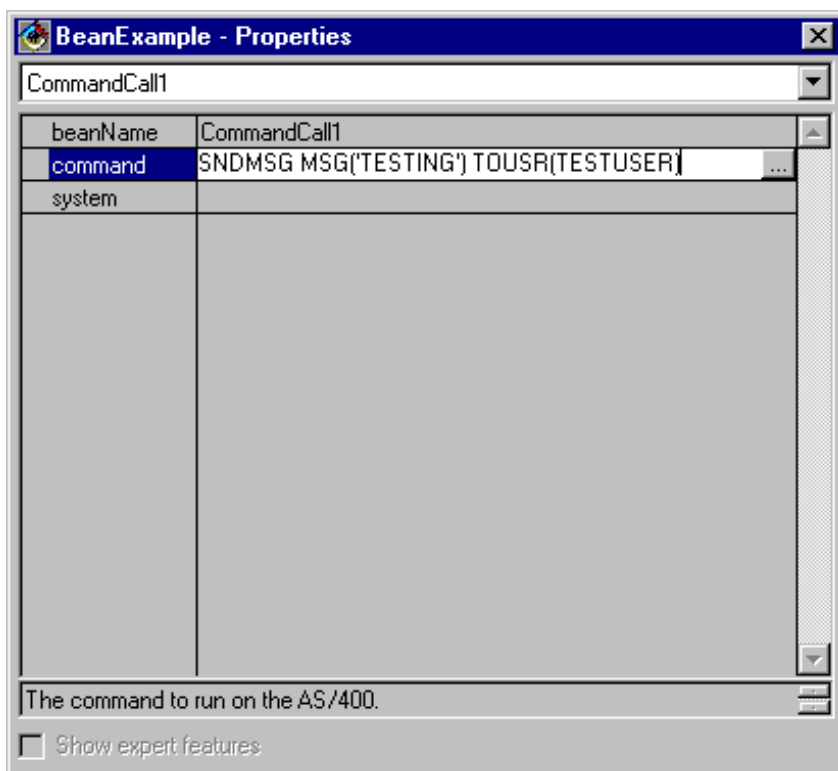 BeanExample - Properties
CommandCall1
beanName CommandCall1
command SNDMSG MSG('TESTING') TOUSR(TESTUSER) ...
system
The command to run on the AS/400.
Show expert features